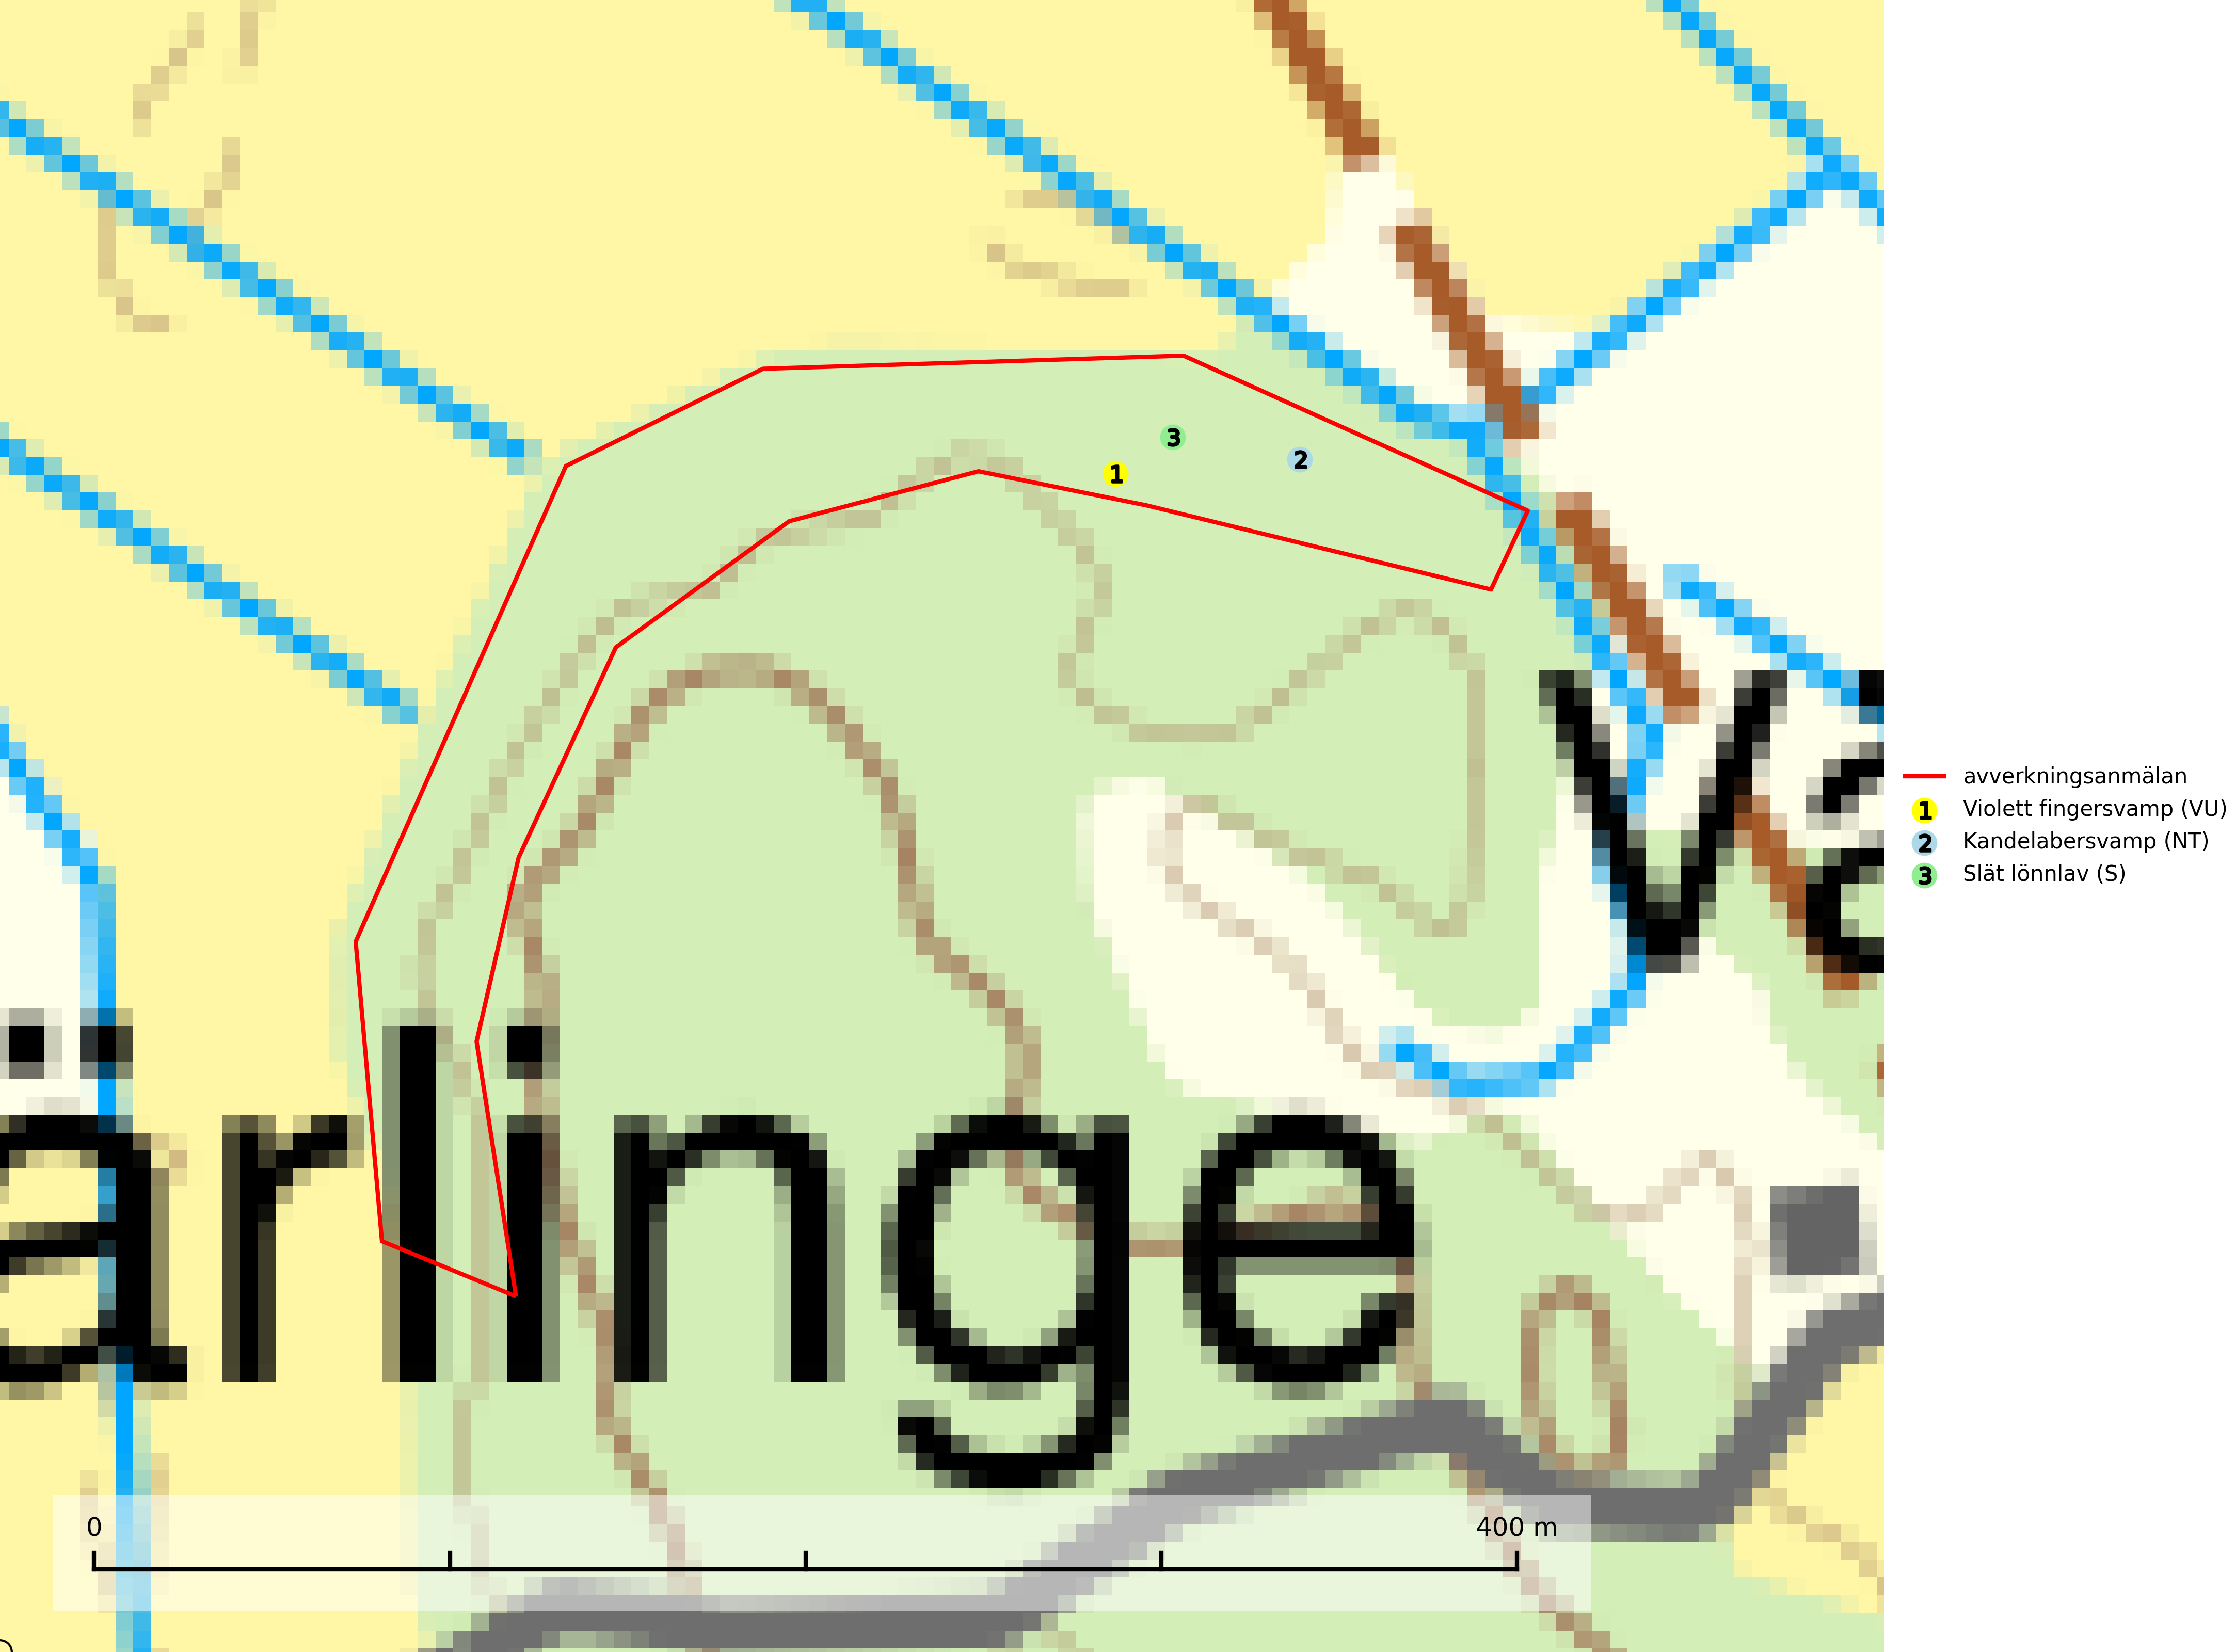 arlinge
0 400 m
avverkningsanmälan
1 Violett fingersvamp (VU)
2 Kandelabersvamp (NT)
3 Slät lönnlav (S)
3
2
1